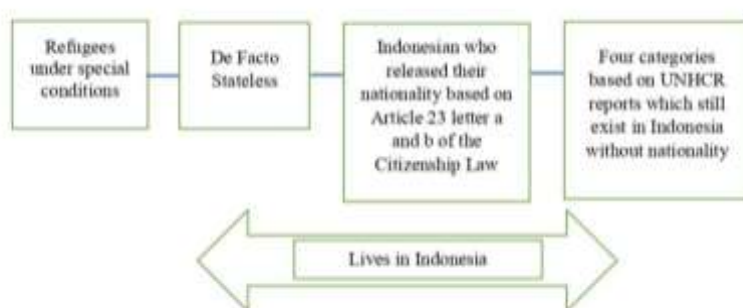 Refugees
under special
conditions
De Facto
Stateless
Indonesian who
released their
nationality based on
Article 23 letter a
and b of the
Citizenship Law
Four categories
based on UNHCR
reports which still
exist in Indonesia
without nationality
Lives in Indonesia